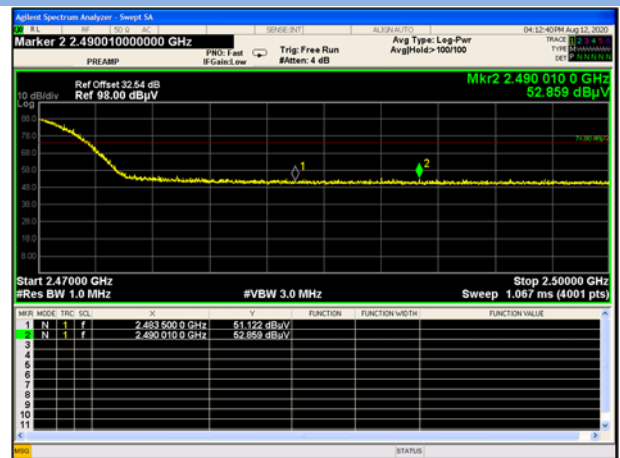 Agilent Spectrum Analyzer - Swept SA
RL RF 50 Ω AC SENSE:INT ALIGN AUTO 04:12:40 PM Aug 12, 2020
Marker 2 2.490010000000 GHz
PREAMP
PNO: Fast
IFGain:Low
Trig: Free Run
#Atten: 4 dB
Avg Type: Log-Pwr
Avg|Hold:> 100/100
TRACE 1 2 3 4 5 6
TYPE
DET P N N N N N
Ref Offset 32.54 dB
10 dB/div Ref 98.00 dBµV
Log
Mkr2 2.490 010 0 GHz
52.859 dBµV
88.0
78.0
68.0
58.0
48.0
38.0
28.0
18.0
8.00
1
2
Start 2.47000 GHz
#Res BW 1.0 MHz
#VBW 3.0 MHz
Stop 2.50000 GHz
Sweep 1.067 ms (4001 pts)
MKR MODE TRC SCL X Y FUNCTION FUNCTION WIDTH FUNCTION VALUE
1 N 1 f 2.483 500 0 GHz 51.122 dBµV
2 N 1 f 2.490 010 0 GHz 52.859 dBµV
3
4
5
6
7
8
9
10
11
MSG STATUS